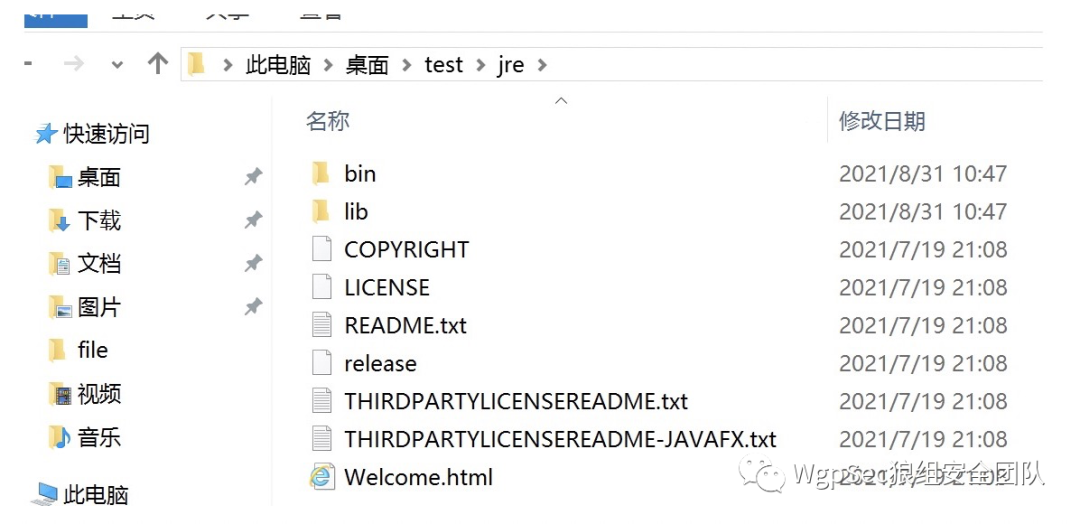 此电脑 > 桌面 > test > jre >
名称 修改日期
快速访问
桌面
下载
文档
图片
file
视频
音乐
此电脑
bin 2021/8/31 10:47
lib 2021/8/31 10:47
COPYRIGHT 2021/7/19 21:08
LICENSE 2021/7/19 21:08
README.txt 2021/7/19 21:08
release 2021/7/19 21:08
THIRDPARTYLICENSEREADME.txt 2021/7/19 21:08
THIRDPARTYLICENSEREADME-JAVAFX.txt 2021/7/19 21:08
Welcome.html
WgpSec狼组安全团队